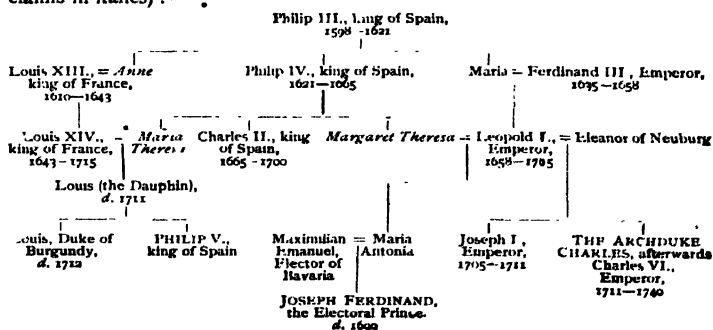 claims in italics) :—
Philip III., king of Spain,
1598-1621
Louis XIII., = Anne
king of France,
1610—1643
Philip IV., king of Spain,
1621—1665
Maria = Ferdinand III, Emperor,
1635—1658
Louis XIV., = Maria
king of France, Theresa
1643-1715
Charles II., king
of Spain,
1665-1700
Margaret Theresa = Leopold I., = Eleanor of Neuburg
Emperor,
1658—1705
Louis (the Dauphin),
d. 1711
Louis, Duke of
Burgundy,
d. 1712
PHILIP V.,
king of Spain
Maximilian = Maria
Emanuel, Antonia
Elector of
Bavaria
Joseph I,
Emperor,
1705-1711
THE ARCHDUKE
CHARLES, afterwards
Charles VI.,
Emperor,
1711—1740
JOSEPH FERDINAND,
the Electoral Prince.
d. 1699